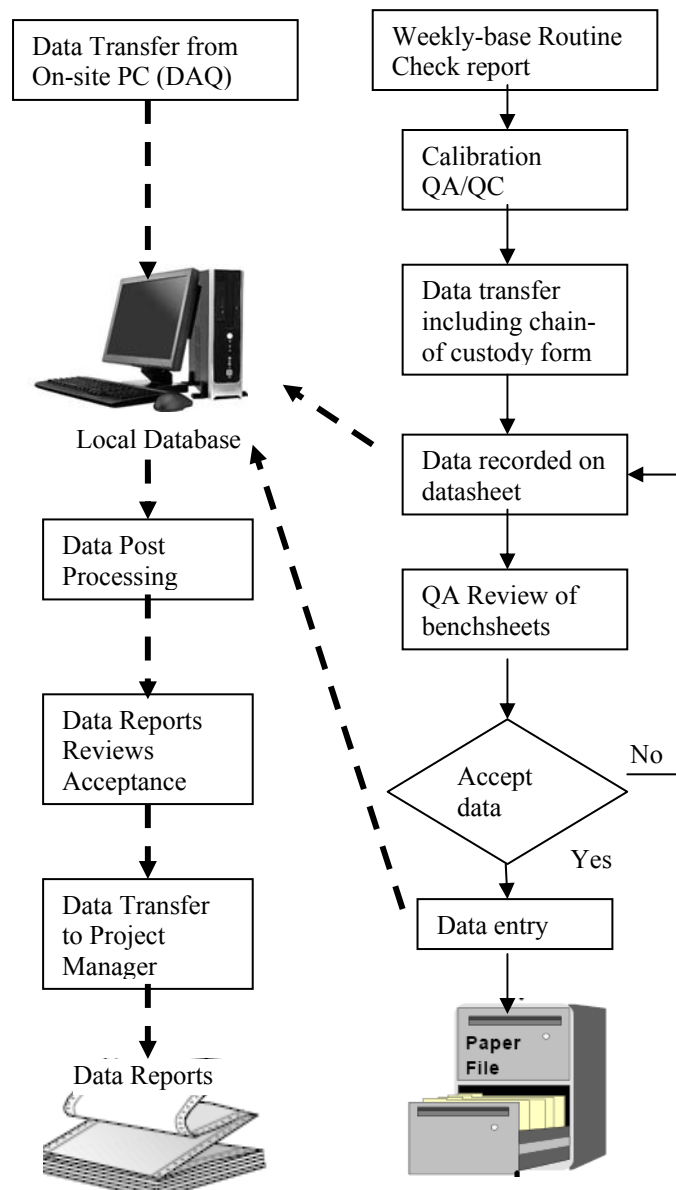 Data Transfer from
On-site PC (DAQ)
Local Database
Data Post
Processing
Data Reports
Reviews
Acceptance
Data Transfer
to Project
Manager
Data Reports
Weekly-base Routine
Check report
Calibration
QA/QC
Data transfer
including chain-
of custody form
Data recorded on
datasheet
QA Review of
benchsheets
Accept
data
No
Yes
Data entry
Paper
File